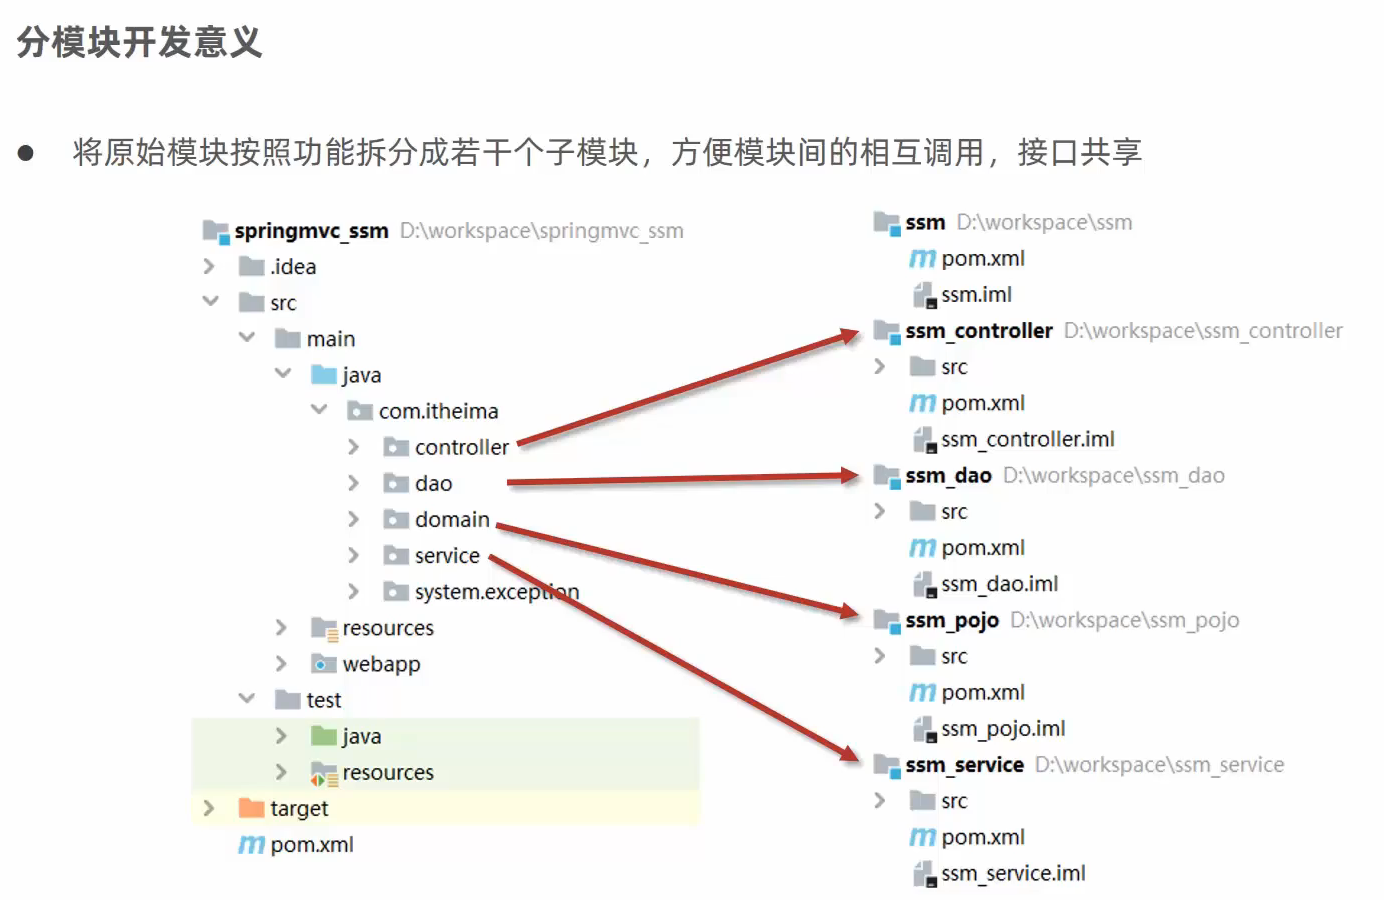 分模块开发意义
● 将原始模块按照功能拆分成若干个子模块，方便模块间的相互调用，接口共享
springmvc_ssm D:\workspace\springmvc_ssm
.idea
src
main
java
com.itheima
controller
dao
domain
service
system.exception
resources
webapp
test
java
resources
target
pom.xml
ssm D:\workspace\ssm
pom.xml
ssm.iml
ssm_controller D:\workspace\ssm_controller
src
pom.xml
ssm_controller.iml
ssm_dao D:\workspace\ssm_dao
src
pom.xml
ssm_dao.iml
ssm_pojo D:\workspace\ssm_pojo
src
pom.xml
ssm_pojo.iml
ssm_service D:\workspace\ssm_service
src
pom.xml
ssm_service.iml